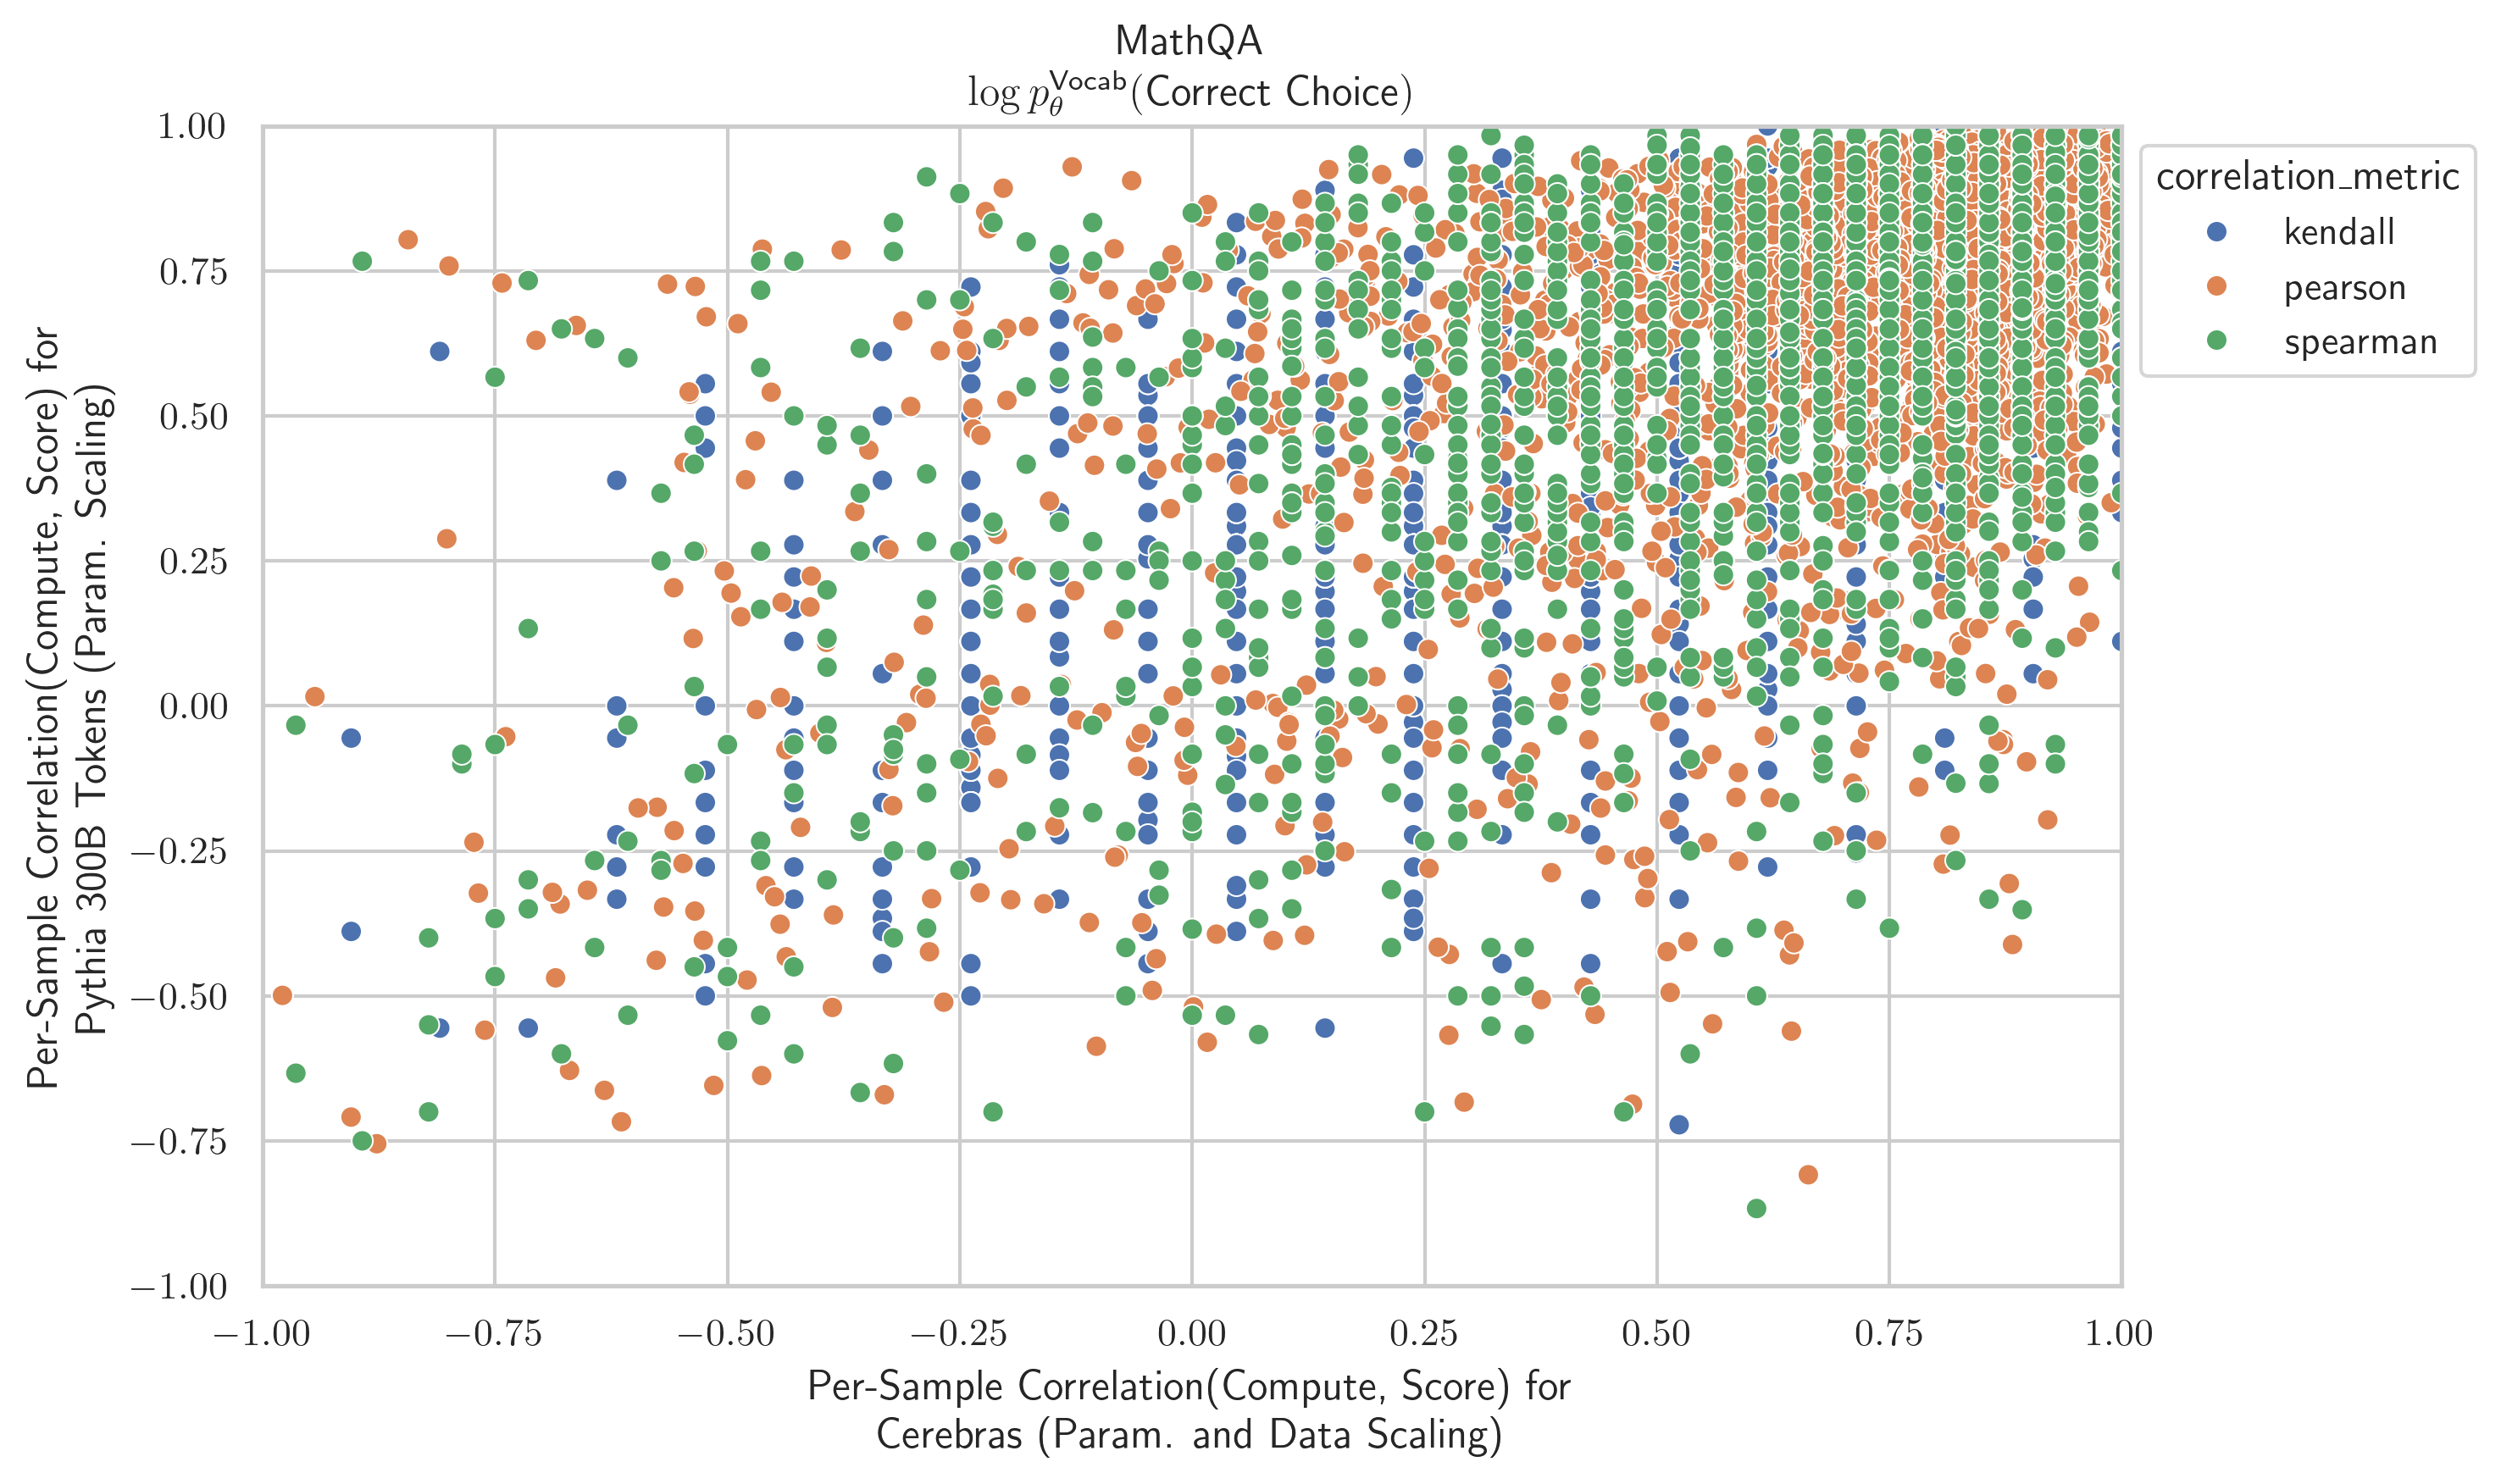 MathQA
log p_θ^Vocab(Correct Choice)
Per-Sample Correlation(Compute, Score) for
Pythia 300B Tokens (Param. Scaling)
1.00
0.75
0.50
0.25
0.00
−0.25
−0.50
−0.75
−1.00
−1.00 −0.75 −0.50 −0.25 0.00 0.25 0.50 0.75 1.00
Per-Sample Correlation(Compute, Score) for
Cerebras (Param. and Data Scaling)
correlation_metric
kendall
pearson
spearman